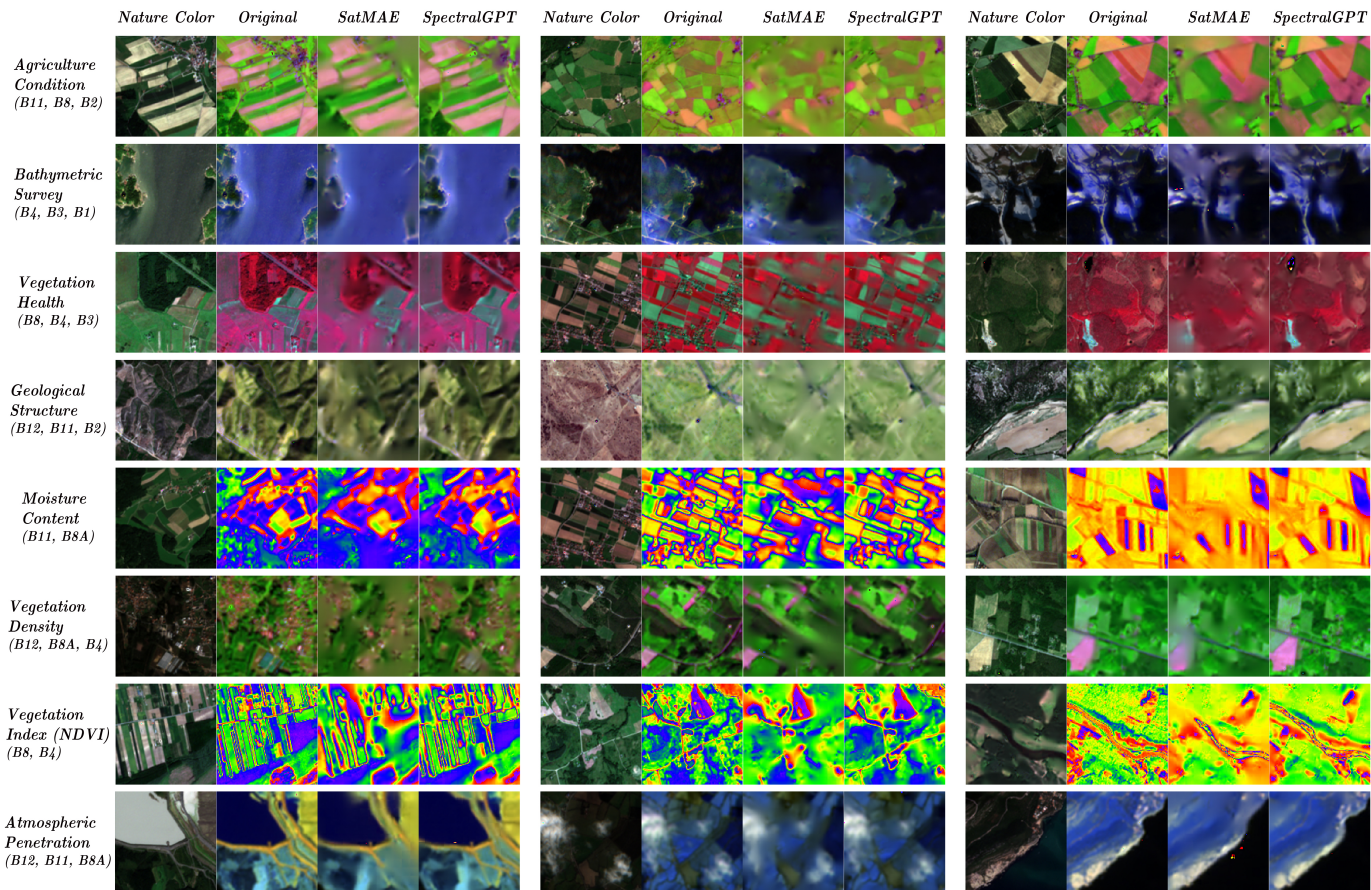 Nature Color Original SatMAE SpectralGPT Nature Color Original SatMAE SpectralGPT Nature Color Original SatMAE SpectralGPT
Agriculture
Condition
(B11, B8, B2)
Bathymetric
Survey
(B4, B3, B1)
Vegetation
Health
(B8, B4, B3)
Geological
Structure
(B12, B11, B2)
Moisture
Content
(B11, B8A)
Vegetation
Density
(B12, B8A, B4)
Vegetation
Index (NDVI)
(B8, B4)
Atmospheric
Penetration
(B12, B11, B8A)